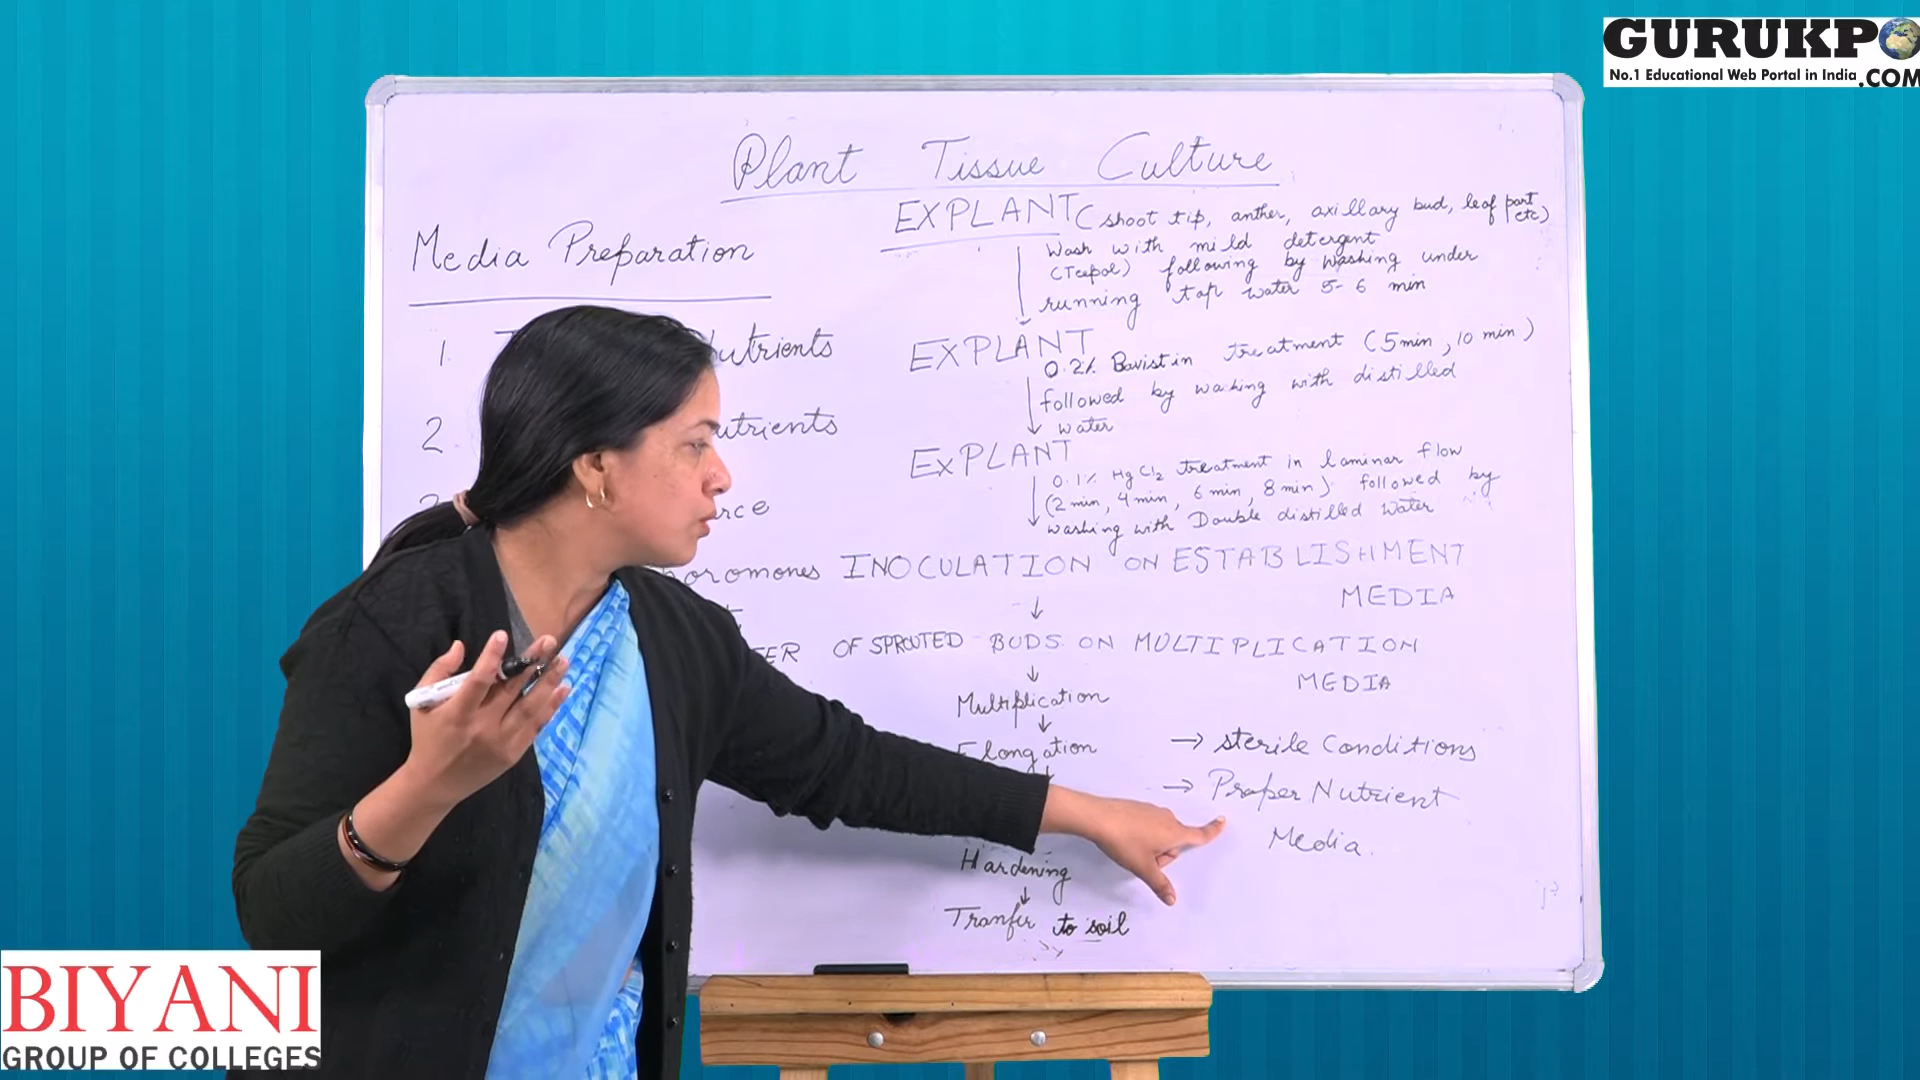 GURUKPO
No.1 Educational Web Portal in India .COM
Plant Tissue Culture
Media Preparation
1.
utrients
2.
utrients
rce
horomones
EXPLANT (shoot tip, anther, axillary bud, leaf part etc)
Wash with mild detergent
(Teepol) following by washing under
running tap water 5-6 min
EXPLANT
0.2% Bavistin treatment (5min, 10 min)
followed by washing with distilled
water
EXPLANT
0.1% HgCl2 treatment in laminar flow
(2 min, 4 min, 6 min, 8 min) followed by
washing with Double distilled Water
INOCULATION ON ESTABLISHMENT
MEDIA
FER OF SPROUTED BUDS ON MULTIPLICATION
MEDIA
Multiplication
Elongation
Hardening
Tranfer to soil
→ sterile Conditions
→ Proper Nutrient
Media.
BIYANI
GROUP OF COLLEGES